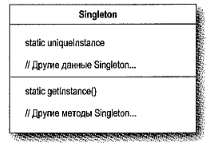 Singleton
static uniqueInstance
// Другие данные Singleton...
static getInstance()
// Другие методы Singleton...